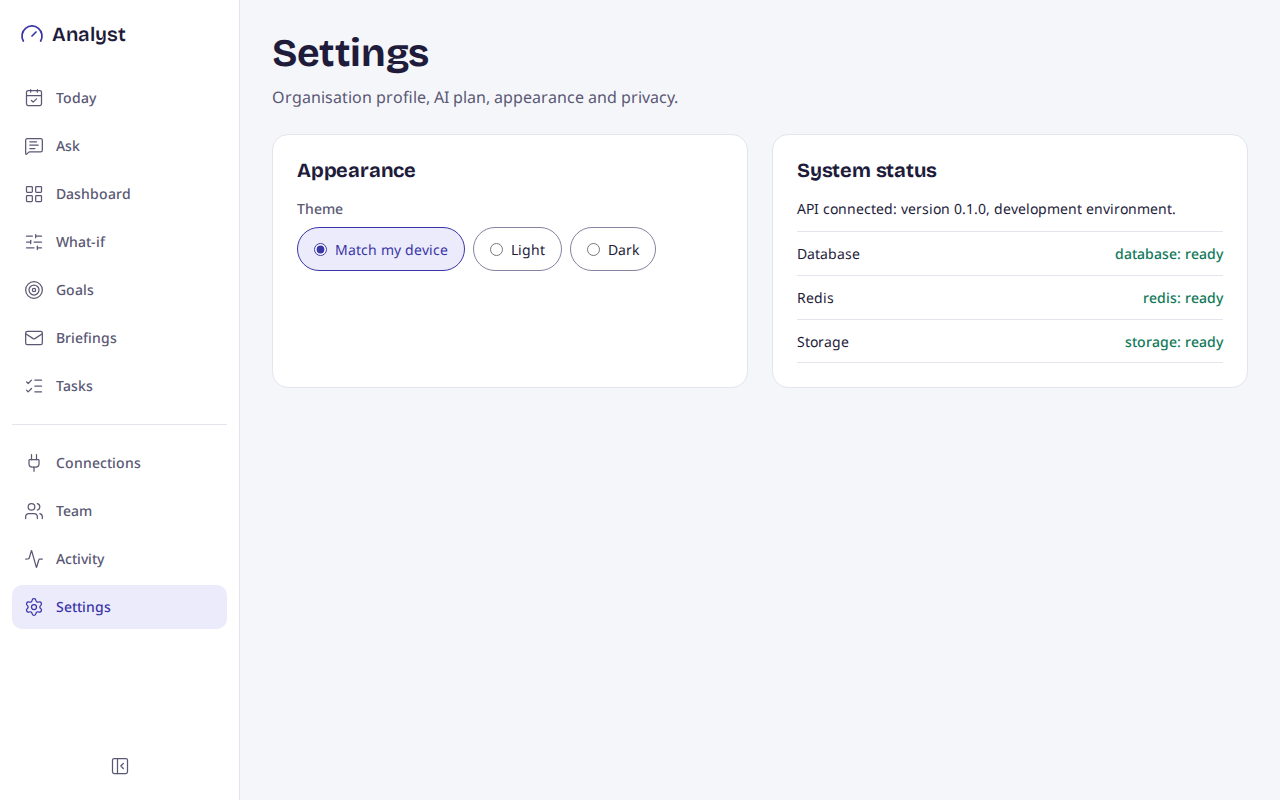 Analyst
Today
Ask
Dashboard
What-if
Goals
Briefings
Tasks
Connections
Team
Activity
Settings
Settings
Organisation profile, AI plan, appearance and privacy.
Appearance
Theme
Match my device
Light
Dark
System status
API connected: version 0.1.0, development environment.
Database database: ready
Redis redis: ready
Storage storage: ready